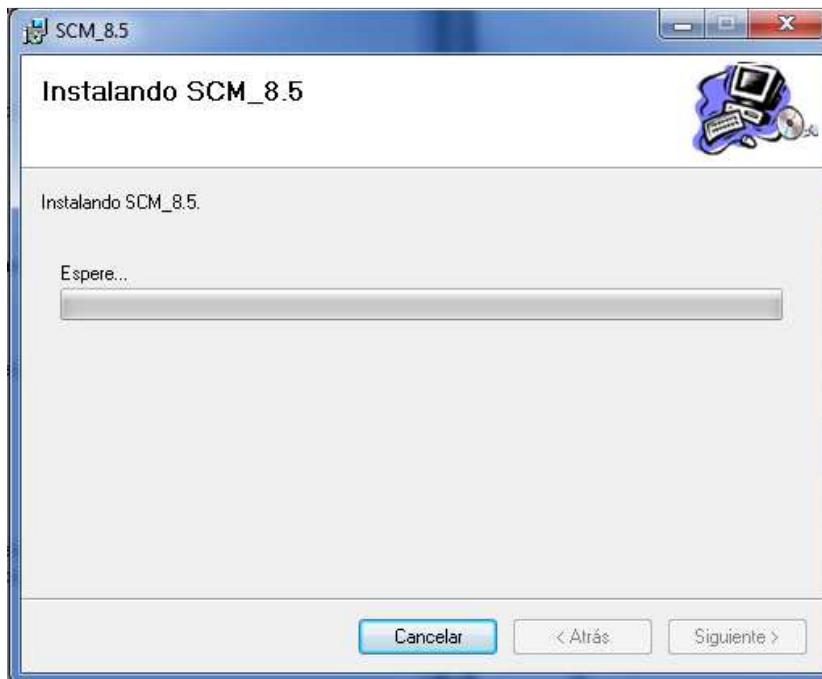 SCM_8.5
Instalando SCM_8.5
Instalando SCM_8.5.
Espere...
Cancelar
< Atrás
Siguiente >